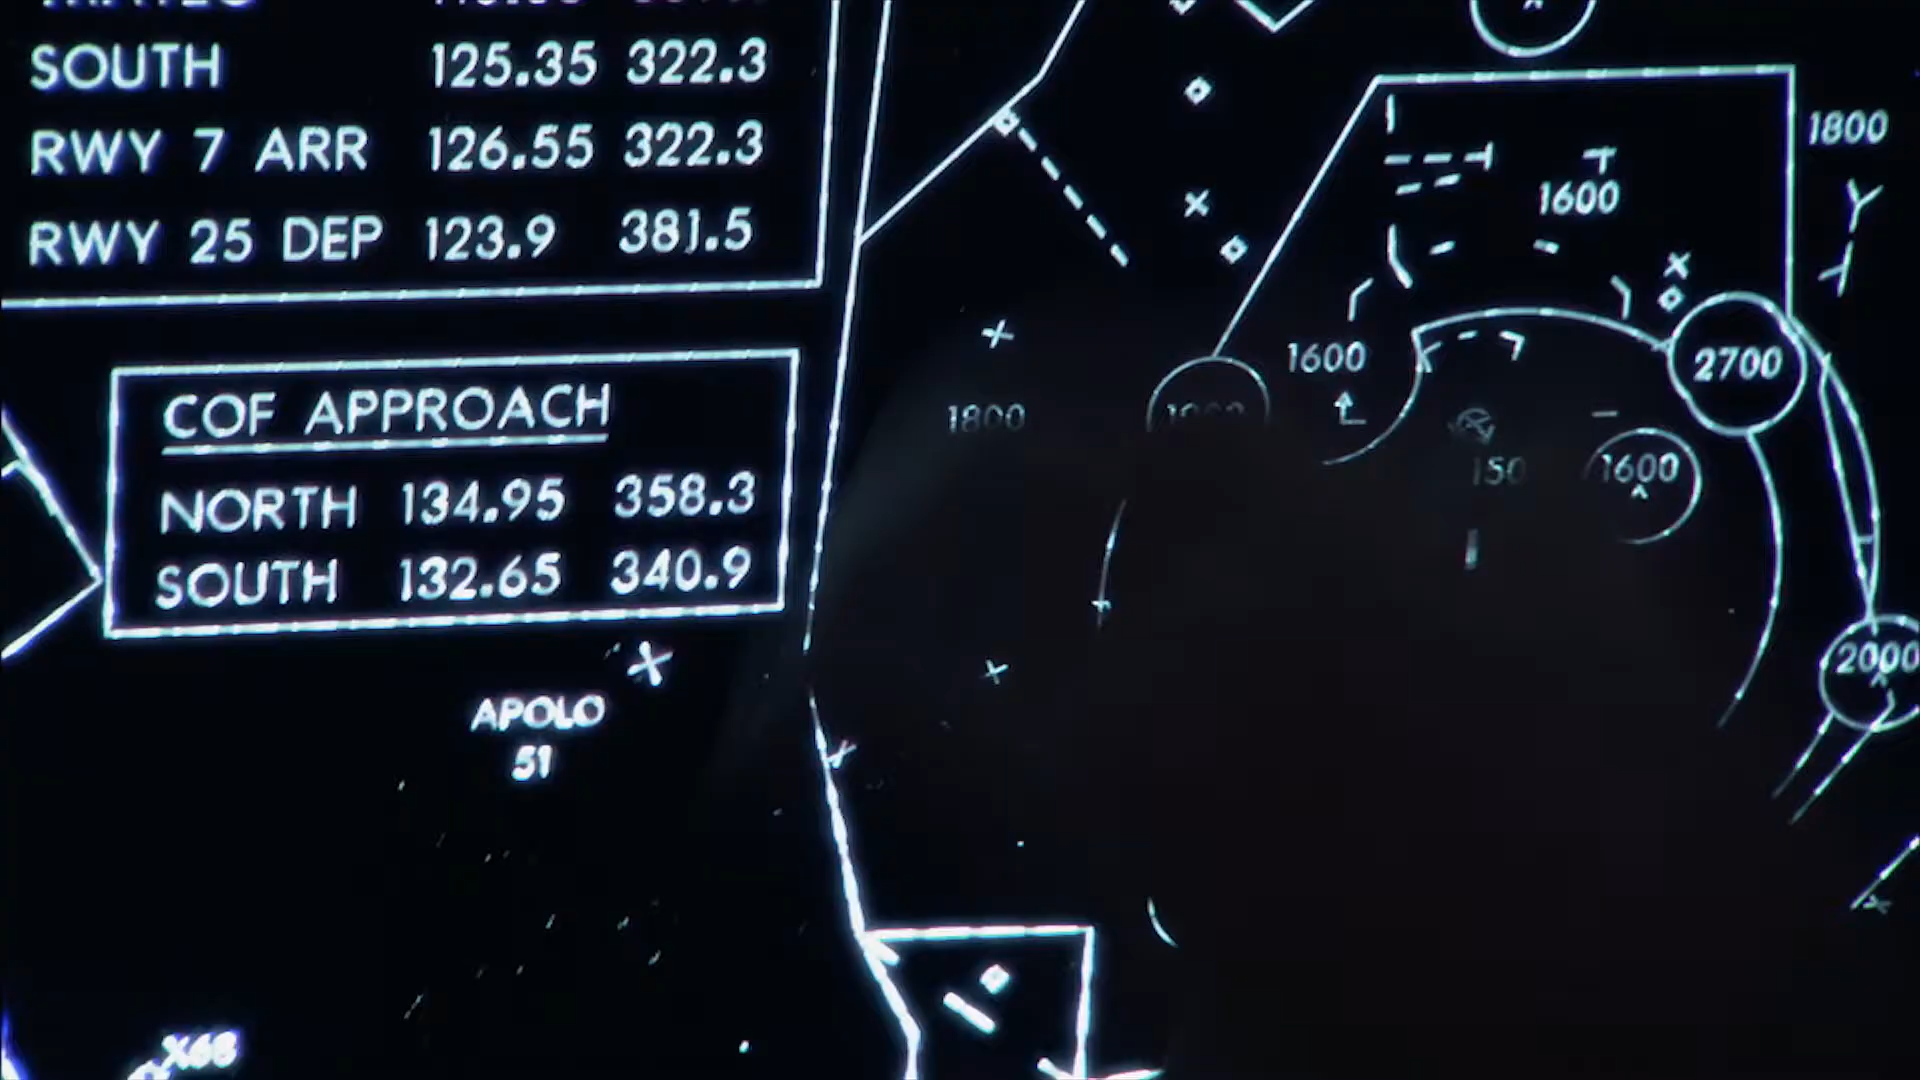 SOUTH 125.35 322.3
RWY 7 ARR 126.55 322.3
RWY 25 DEP 123.9 381.5
COF APPROACH
NORTH 134.95 358.3
SOUTH 132.65 340.9
APOLO
51
X68
1800
1600
1600
2700
1800
1600
2000